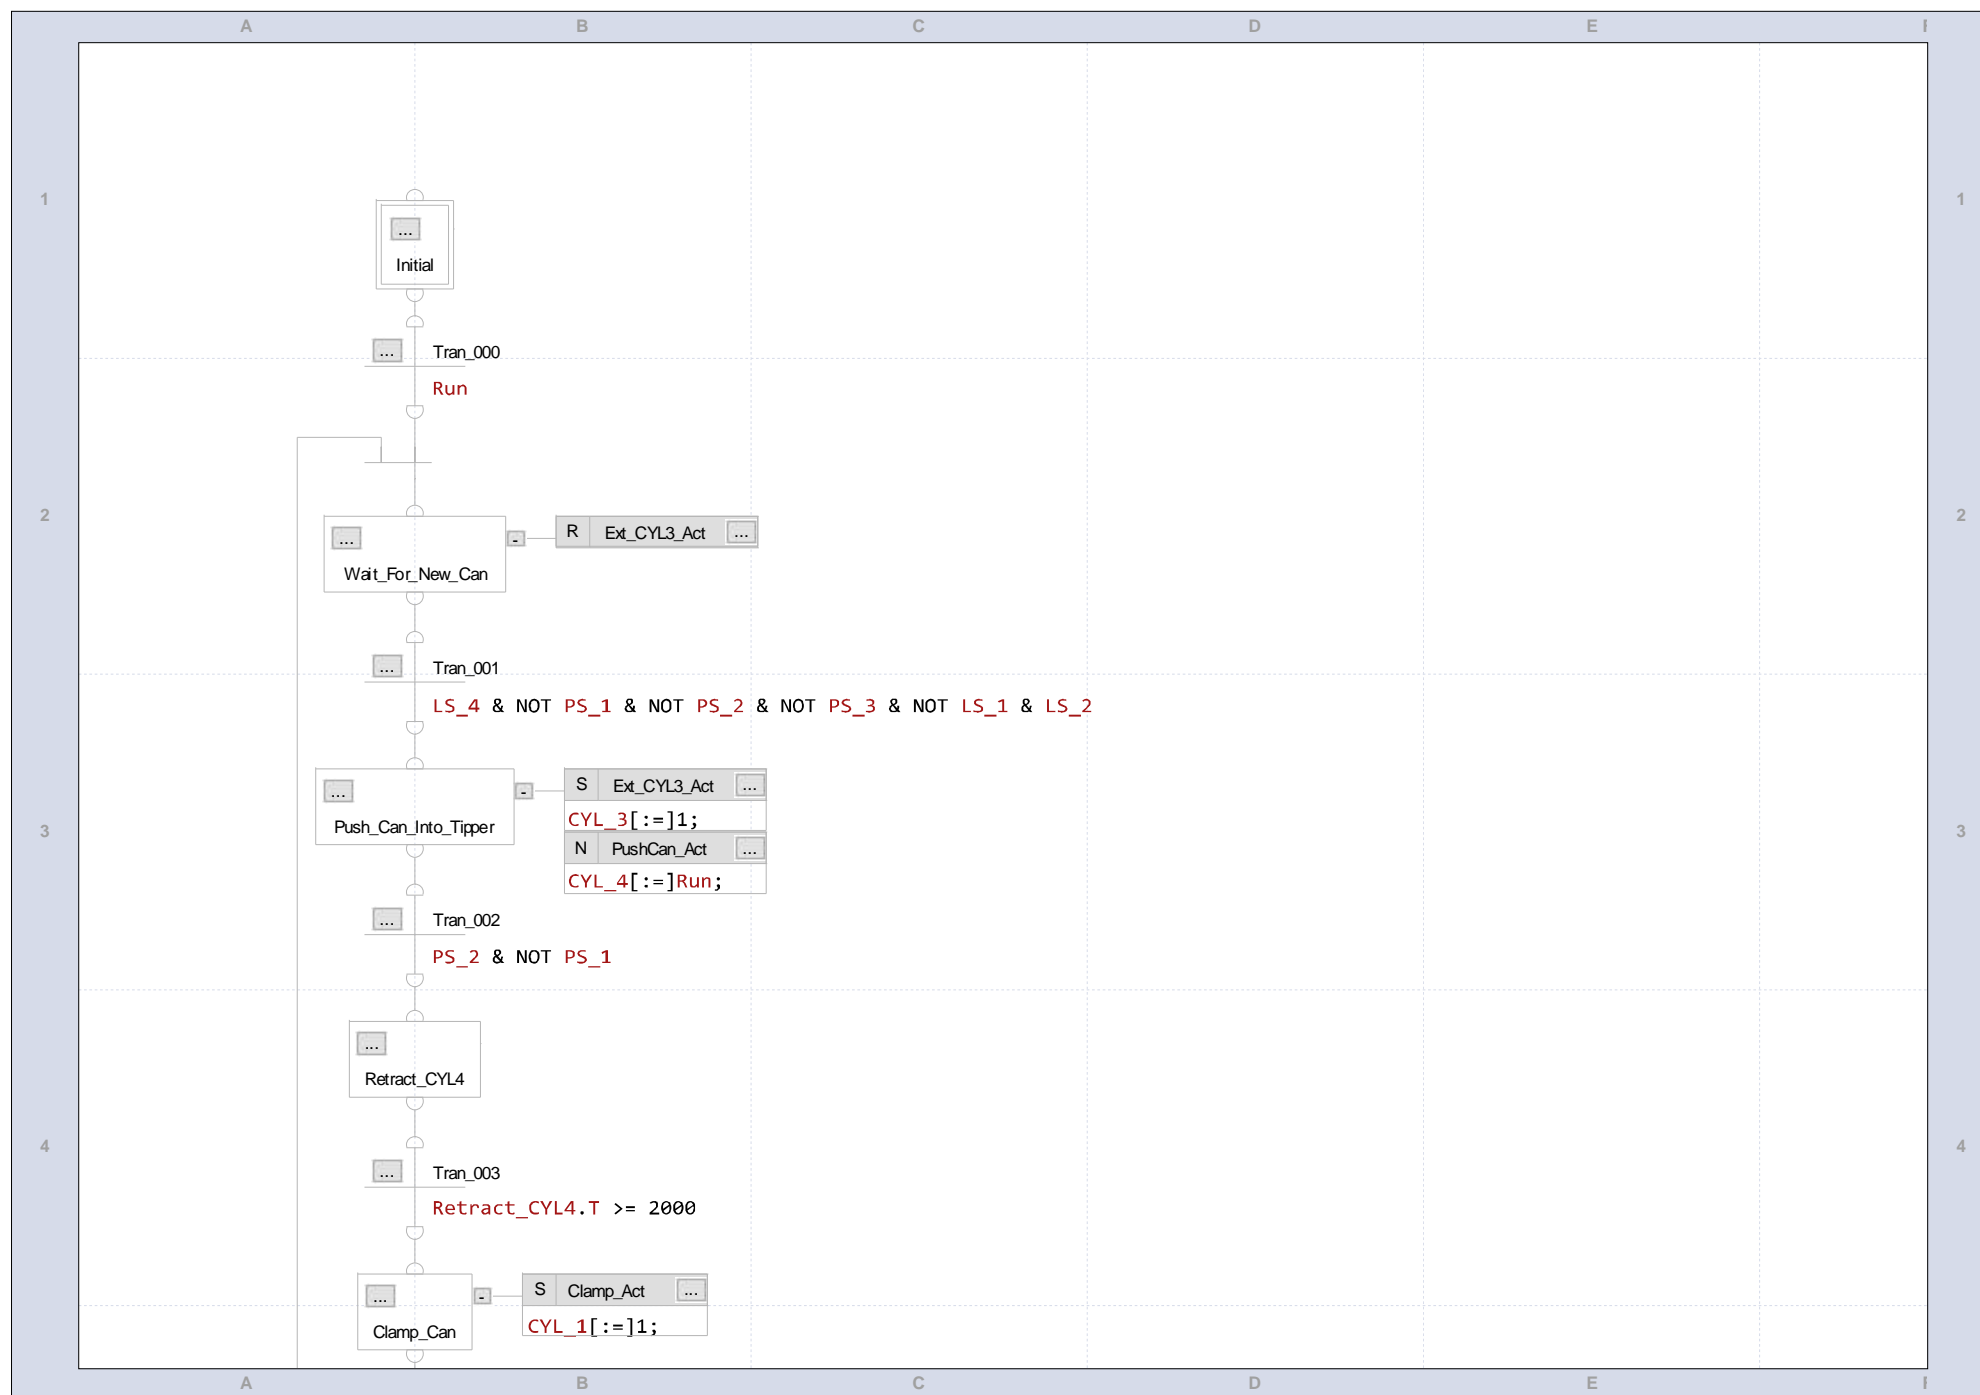 A B C D E
1 1
...
Initial
... Tran_000
Run
2 2
... - R Ext_CYL3_Act ...
Wait_For_New_Can
... Tran_001
LS_4 & NOT PS_1 & NOT PS_2 & NOT PS_3 & NOT LS_1 & LS_2
... - S Ext_CYL3_Act ...
CYL_3[:=]1;
Push_Can_Into_Tipper
3 3
N PushCan_Act ...
CYL_4[:=]Run;
... Tran_002
PS_2 & NOT PS_1
...
Retract_CYL4
4 4
... Tran_003
Retract_CYL4.T >= 2000
... - S Clamp_Act ...
CYL_1[:=]1;
Clamp_Can
A B C D E